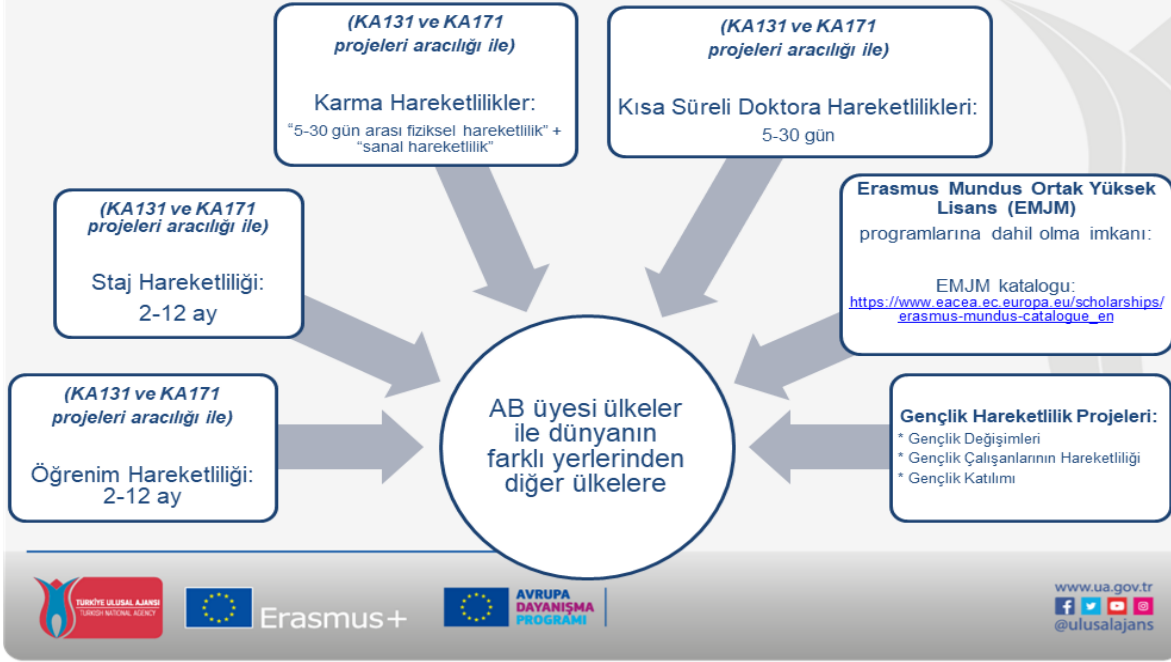 (KA131 ve KA171
projeleri aracılığı ile)
Karma Hareketlilikler:
“5-30 gün arası fiziksel hareketlilik” +
“sanal hareketlilik”
(KA131 ve KA171
projeleri aracılığı ile)
Kısa Süreli Doktora Hareketlilikleri:
5-30 gün
(KA131 ve KA171
projeleri aracılığı ile)
Staj Hareketliliği:
2-12 ay
Erasmus Mundus Ortak Yüksek
Lisans (EMJM)
programlarına dahil olma imkanı:
EMJM katalogu:
https://www.eacea.ec.europa.eu/scholarships/
erasmus-mundus-catalogue_en
(KA131 ve KA171
projeleri aracılığı ile)
Öğrenim Hareketliliği:
2-12 ay
AB üyesi ülkeler
ile dünyanın
farklı yerlerinden
diğer ülkelere
Gençlik Hareketlilik Projeleri:
* Gençlik Değişimleri
* Gençlik Çalışanlarının Hareketliliği
* Gençlik Katılımı
TÜRKİYE ULUSAL AJANSI
TURKISH NATIONAL AGENCY
Erasmus+
AVRUPA
DAYANIŞMA
PROGRAMI
www.ua.gov.tr
@ulusalajans